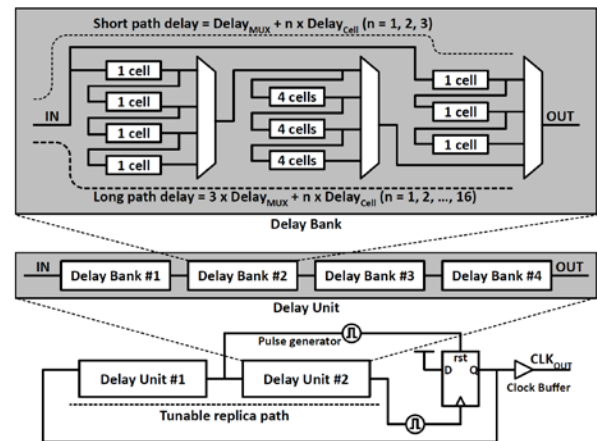 Short path delay = Delay_MUX + n x Delay_Cell (n = 1, 2, 3)
1 cell
1 cell
1 cell
1 cell
4 cells
4 cells
4 cells
1 cell
1 cell
1 cell
IN
OUT
Long path delay = 3 x Delay_MUX + n x Delay_Cell (n = 1, 2, ..., 16)
Delay Bank
IN
Delay Bank #1
Delay Bank #2
Delay Bank #3
Delay Bank #4
OUT
Delay Unit
Pulse generator
Delay Unit #1
Delay Unit #2
rst
D
Q
CLK_OUT
Clock Buffer
Tunable replica path